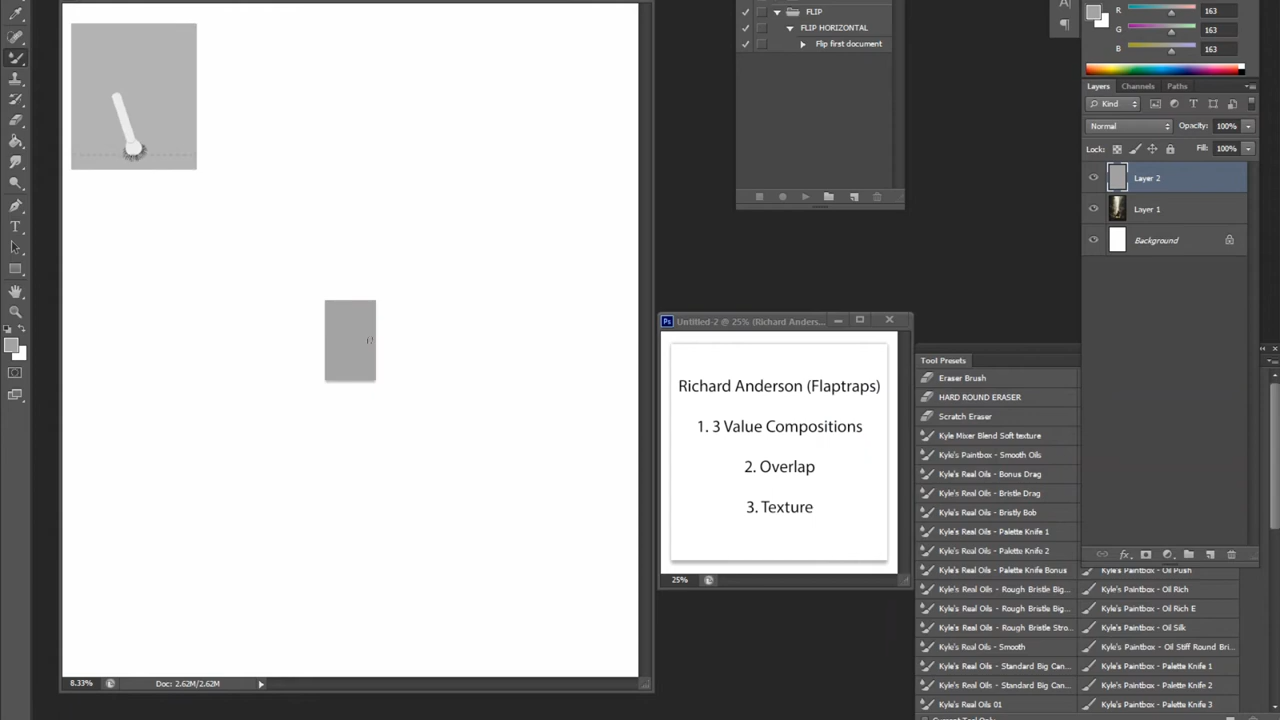 FLIP
FLIP HORIZONTAL
Flip first document
R 163
G 163
B 163
Layers Channels Paths
Kind
Normal Opacity: 100%
Lock: Fill: 100%
Layer 2
Layer 1
Background
Untitled-2 @ 25% (Richard Anders...
Richard Anderson (Flaptraps)
1. 3 Value Compositions
2. Overlap
3. Texture
25%
Tool Presets
Eraser Brush
HARD ROUND ERASER
Scratch Eraser
Kyle Mixer Blend Soft texture
Kyle's Paintbox - Smooth Oils
Kyle's Real Oils - Bonus Drag
Kyle's Real Oils - Bristle Drag
Kyle's Real Oils - Bristly Bob
Kyle's Real Oils - Palette Knife 1
Kyle's Real Oils - Palette Knife 2
Kyle's Real Oils - Palette Knife Bonus
Kyle's Real Oils - Rough Bristle Big...
Kyle's Real Oils - Rough Bristle Big...
Kyle's Real Oils - Rough Bristle Stro...
Kyle's Real Oils - Smooth
Kyle's Real Oils - Standard Big Can...
Kyle's Real Oils - Standard Big Can...
Kyle's Real Oils 01
Kyle's Paintbox - Oil Push
Kyle's Paintbox - Oil Rich
Kyle's Paintbox - Oil Rich E
Kyle's Paintbox - Oil Silk
Kyle's Paintbox - Oil Stiff Round Bri...
Kyle's Paintbox - Palette Knife 1
Kyle's Paintbox - Palette Knife 2
Kyle's Paintbox - Palette Knife 3
Current Tool Only
8.33% Doc: 2.62M/2.62M